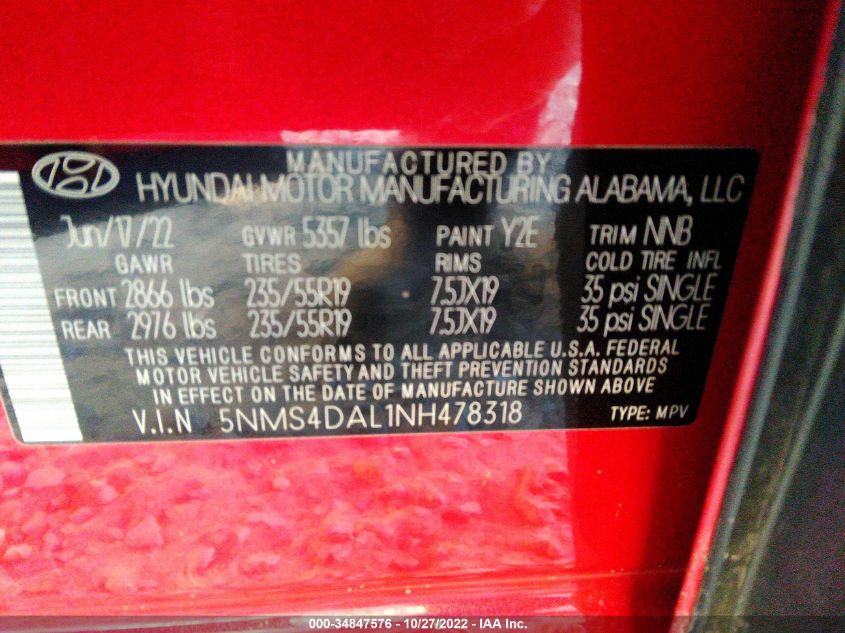 MANUFACTURED BY
HYUNDAI MOTOR MANUFACTURING ALABAMA, LLC
Jun/17/22 GVWR 5357 lbs PAINT Y2E TRIM NNB
GAWR TIRES RIMS COLD TIRE INFL
FRONT 2866 lbs 235/55R19 7.5JX19 35 psi SINGLE
REAR 2976 lbs 235/55R19 7.5JX19 35 psi SINGLE
THIS VEHICLE CONFORMS TO ALL APPLICABLE U.S.A. FEDERAL
MOTOR VEHICLE SAFETY AND THEFT PREVENTION STANDARDS
IN EFFECT ON THE DATE OF MANUFACTURE SHOWN ABOVE
V.I.N 5NMS4DAL1NH478318 TYPE: MPV
000-34847576 - 10/27/2022 - IAA Inc.